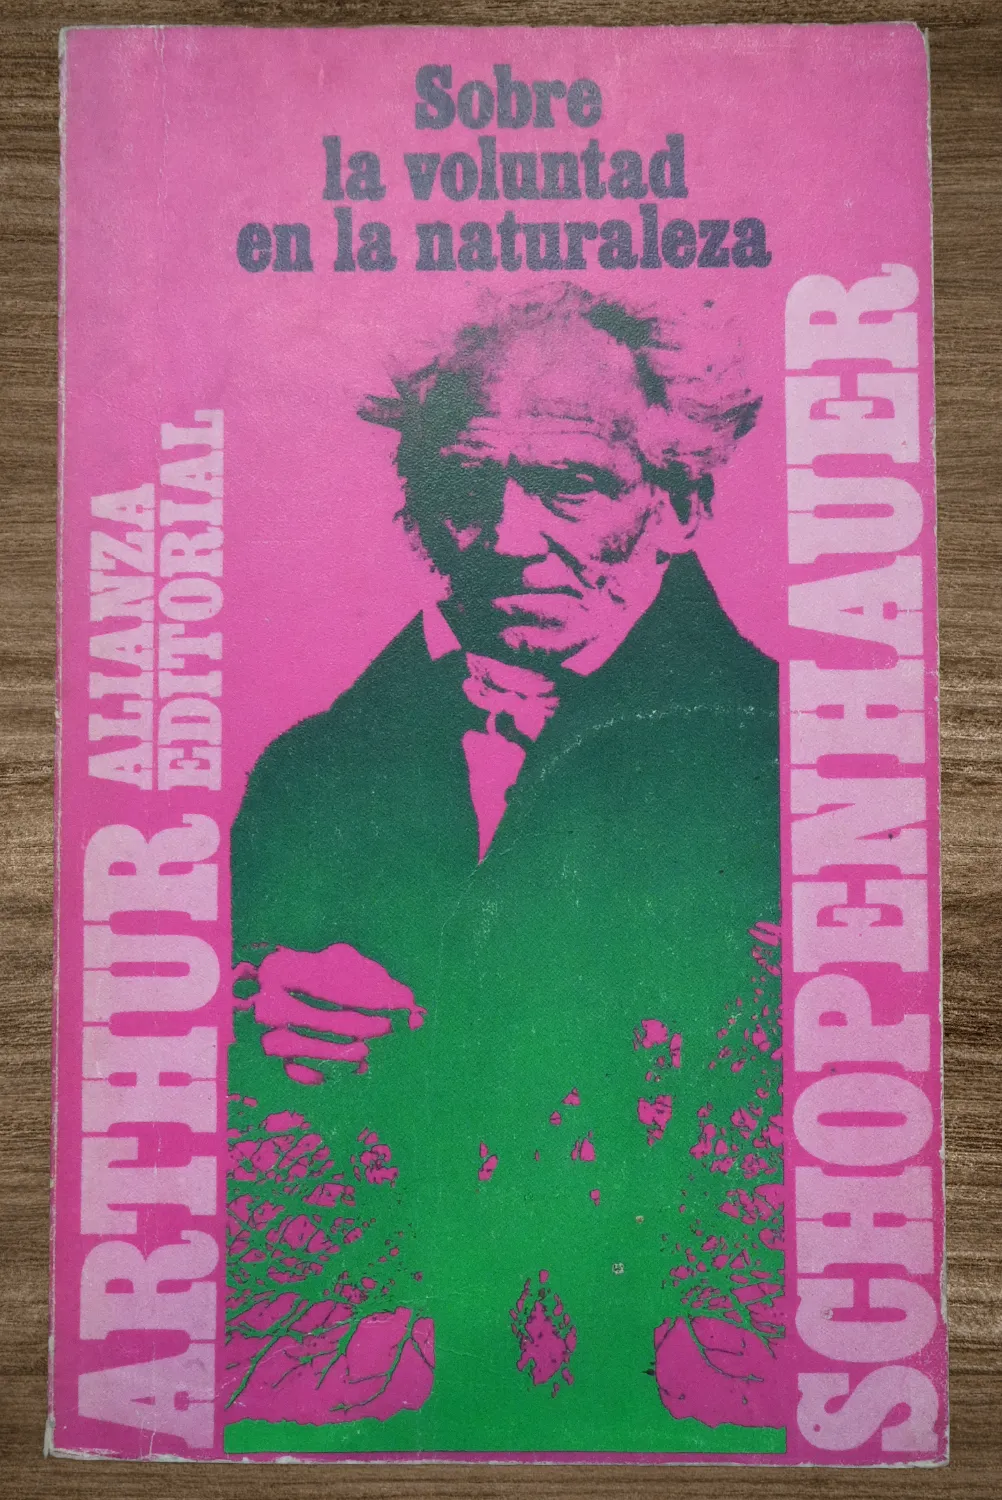 Sobre
la voluntad
en la naturaleza
ARTHUR
ALIANZA
EDITORIAL
SCHOPENHAUER